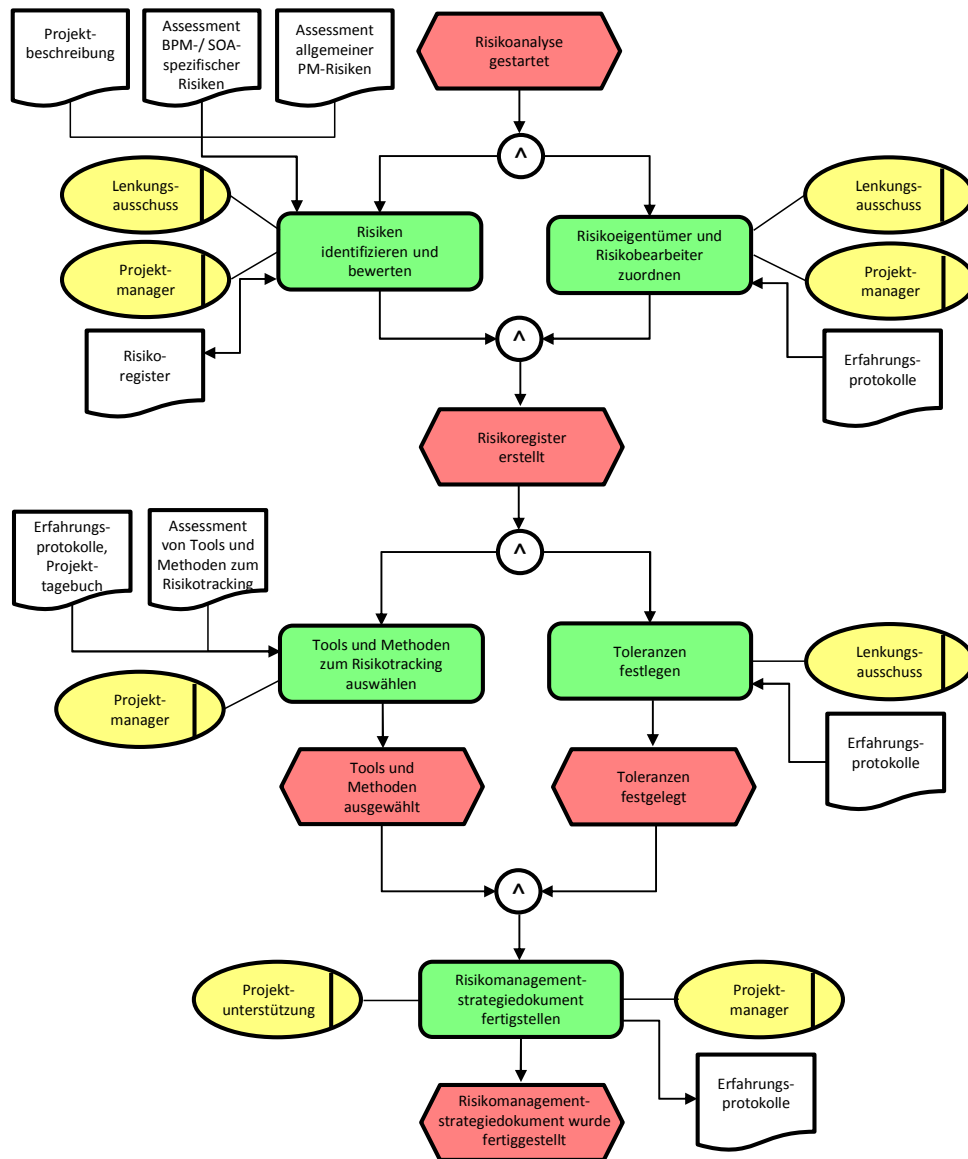 Projekt-
beschreibung
Assessment
BPM-/ SOA-
spezifischer
Risiken
Assessment
allgemeiner
PM-Risiken
Risikoanalyse
gestartet
^
Lenkungs-
ausschuss
Projekt-
manager
Risiken
identifizieren und
bewerten
Risikoeigentümer und
Risikobearbeiter
zuordnen
Lenkungs-
ausschuss
Projekt-
manager
Risiko-
register
^
Erfahrungs-
protokolle
Risikoregister
erstellt
^
Erfahrungs-
protokolle,
Projekt-
tagebuch
Assessment
von Tools und
Methoden zum
Risikotracking
Tools und Methoden
zum Risikotracking
auswählen
Toleranzen
festlegen
Lenkungs-
ausschuss
Projekt-
manager
Erfahrungs-
protokolle
Tools und
Methoden
ausgewählt
Toleranzen
festgelegt
^
Projekt-
unterstützung
Risikomanagement-
strategiedokument
fertigstellen
Projekt-
manager
Erfahrungs-
protokolle
Risikomanagement-
strategiedokument wurde
fertiggestellt